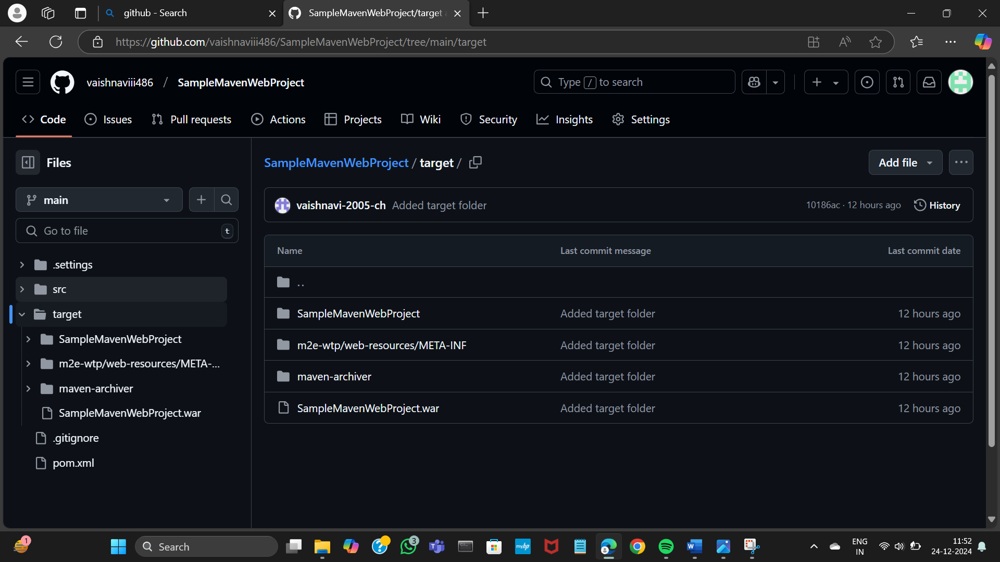 github - Search
SampleMavenWebProject/target
https://github.com/vaishnaviii486/SampleMavenWebProject/tree/main/target
vaishnaviii486 / SampleMavenWebProject
Type / to search
Code Issues Pull requests Actions Projects Wiki Security Insights Settings
Files
main
Go to file t
.settings
src
target
SampleMavenWebProject
m2e-wtp/web-resources/META-...
maven-archiver
SampleMavenWebProject.war
.gitignore
pom.xml
SampleMavenWebProject / target /
Add file
vaishnavi-2005-ch Added target folder 10186ac · 12 hours ago History
Name Last commit message Last commit date
..
SampleMavenWebProject Added target folder 12 hours ago
m2e-wtp/web-resources/META-INF Added target folder 12 hours ago
maven-archiver Added target folder 12 hours ago
SampleMavenWebProject.war Added target folder 12 hours ago
1
Search
3
myhp
ENG
IN
11:52
24-12-2024